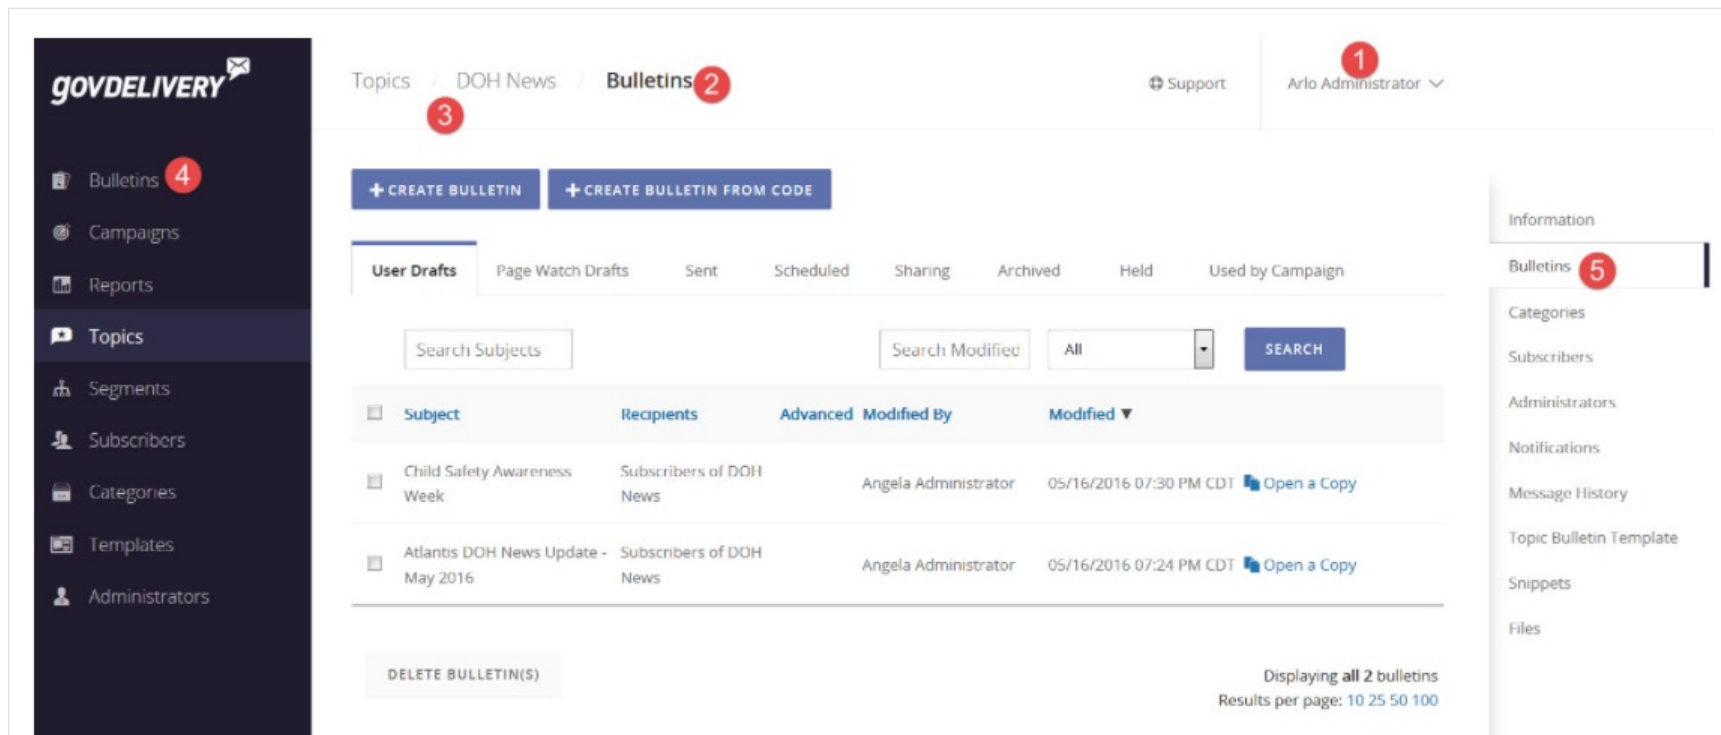 GOVDELIVERY
Topics / DOH News / Bulletins 2
3
Support
1
Arlo Administrator
Bulletins 4
Campaigns
Reports
Topics
Segments
Subscribers
Categories
Templates
Administrators
+ CREATE BULLETIN
+ CREATE BULLETIN FROM CODE
User Drafts Page Watch Drafts Sent Scheduled Sharing Archived Held Used by Campaign
Search Subjects Search Modified All SEARCH
Subject Recipients Advanced Modified By Modified ▼
Child Safety Awareness
Week
Subscribers of DOH
News
Angela Administrator
05/16/2016 07:30 PM CDT
Open a Copy
Atlantis DOH News Update -
May 2016
Subscribers of DOH
News
Angela Administrator
05/16/2016 07:24 PM CDT
Open a Copy
DELETE BULLETIN(S)
Displaying all 2 bulletins
Results per page: 10 25 50 100
Information
Bulletins 5
Categories
Subscribers
Administrators
Notifications
Message History
Topic Bulletin Template
Snippets
Files